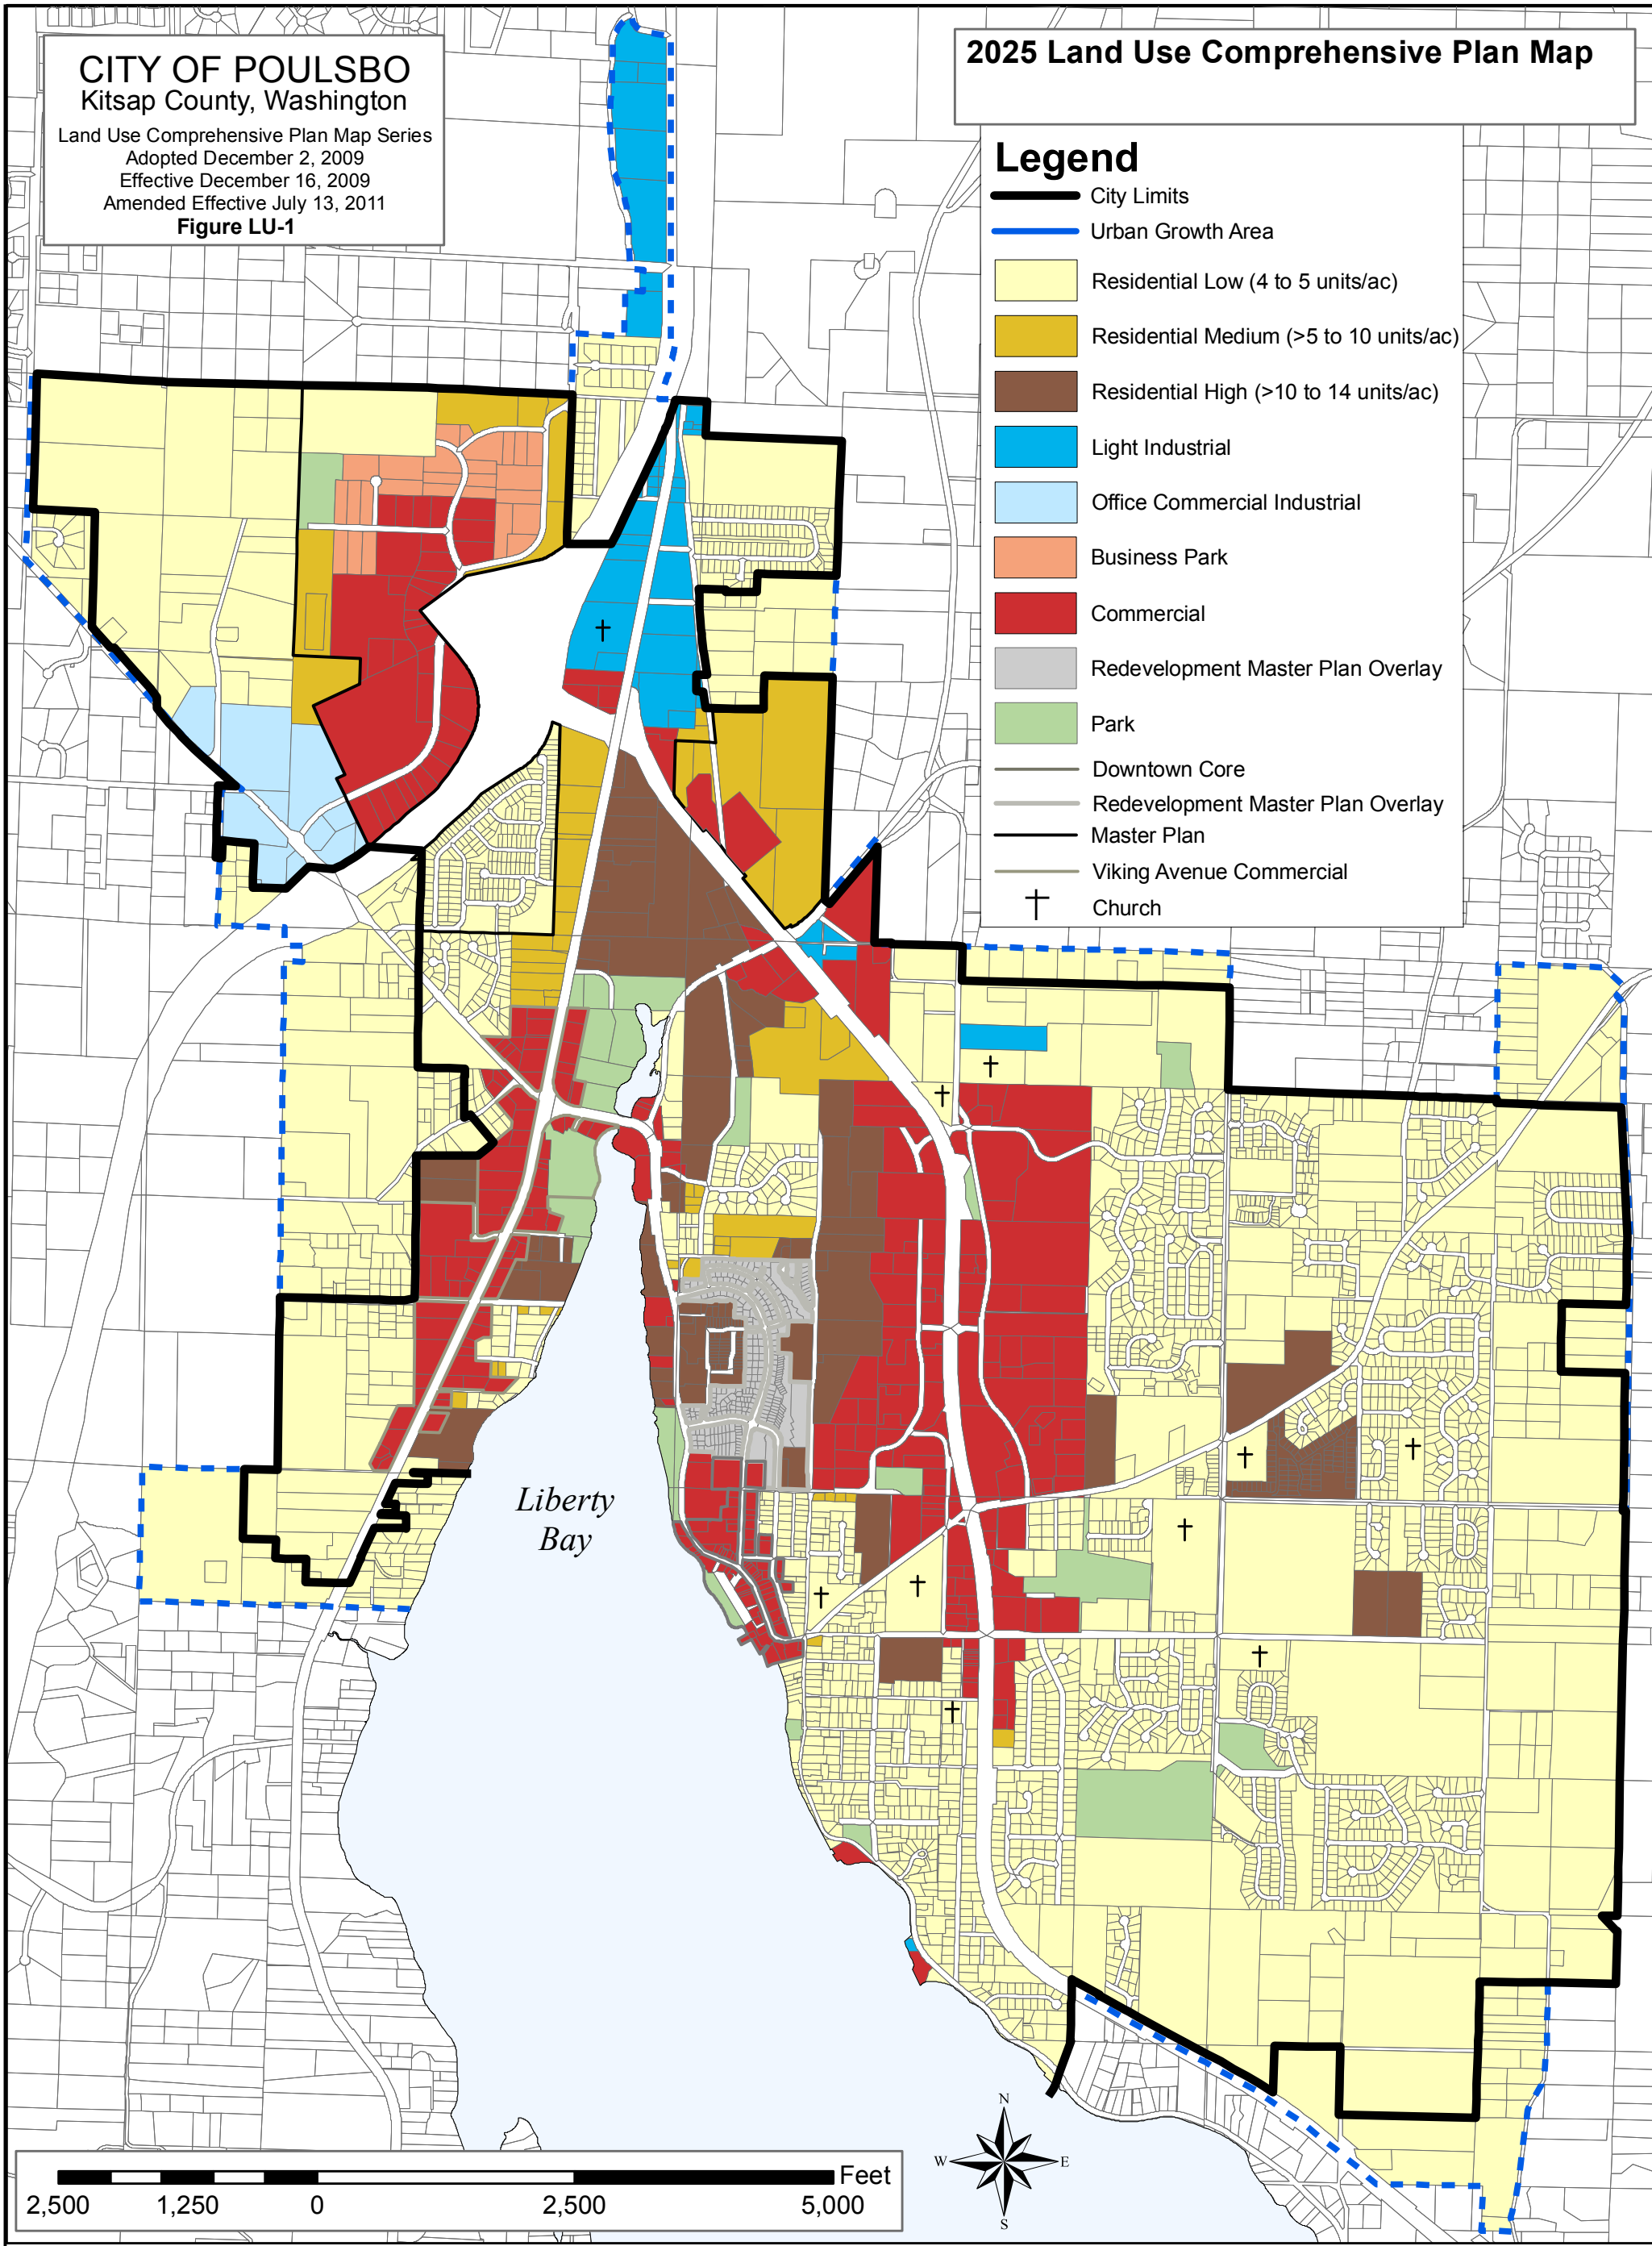 CITY OF POULSBO
Kitsap County, Washington
Land Use Comprehensive Plan Map Series
Adopted December 2, 2009
Effective December 16, 2009
Amended Effective July 13, 2011
Figure LU-1
2025 Land Use Comprehensive Plan Map
Legend
City Limits
Urban Growth Area
Residential Low (4 to 5 units/ac)
Residential Medium (>5 to 10 units/ac)
Residential High (>10 to 14 units/ac)
Light Industrial
Office Commercial Industrial
Business Park
Commercial
Redevelopment Master Plan Overlay
Park
Downtown Core
Redevelopment Master Plan Overlay
Master Plan
Viking Avenue Commercial
Church
Liberty
Bay
N
W
E
S
Feet
2,500 1,250 0 2,500 5,000